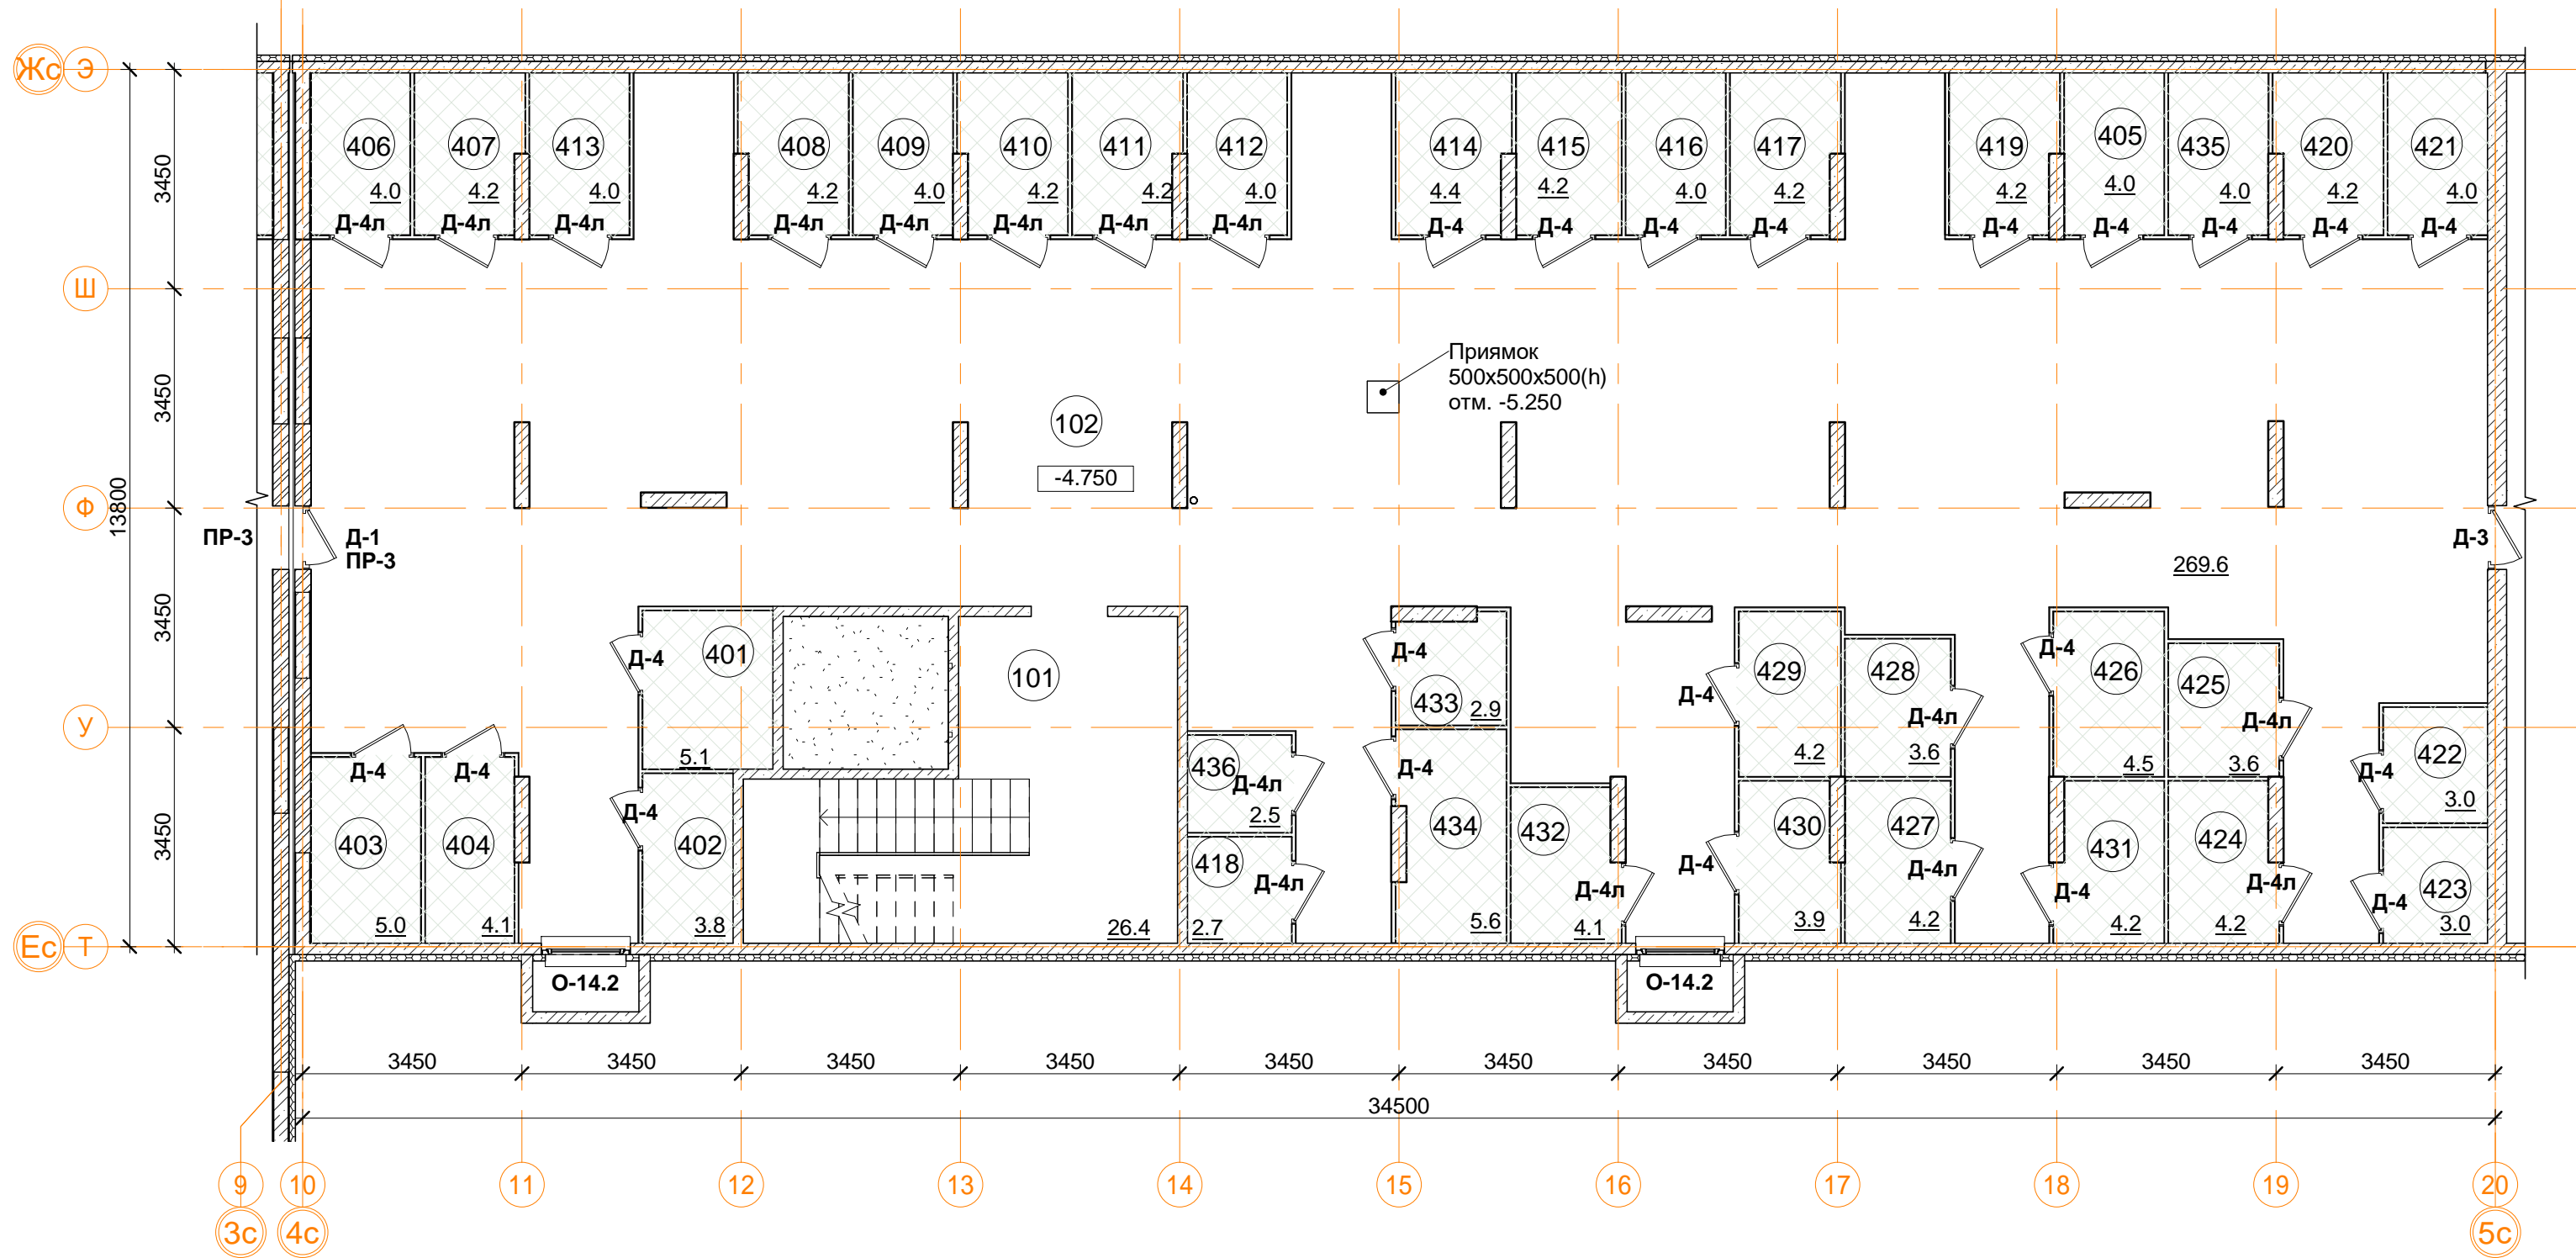 Жс Э
406 407 413 408 409 410 411 412 414 415 416 417 419 405 435 420 421
4.0 4.2 4.0 4.2 4.0 4.2 4.2 4.0 4.4 4.2 4.0 4.2 4.2 4.0 4.0 4.2 4.0
Д-4л Д-4л Д-4л Д-4л Д-4л Д-4л Д-4л Д-4л Д-4 Д-4 Д-4 Д-4 Д-4 Д-4 Д-4 Д-4 Д-4
3450
Ш
Приямок
500x500x500(h)
отм. -5.250
3450
102
-4.750
13800
Ф
ПР-3
Д-1
ПР-3
Д-3
269.6
3450
401
Д-4
5.1
101
Д-4
433
2.9
429
Д-4
4.2
428
Д-4л
3.6
Д-4
426
4.5
425
Д-4л
3.6
У
422
Д-4
3.0
Д-4 Д-4
403 404
5.0 4.1
Д-4
402
3.8
436
Д-4л
2.5
418
Д-4л
2.7
26.4
Д-4
434
5.6
432
Д-4л
4.1
430
Д-4
3.9
427
Д-4л
4.2
431
Д-4
4.2
424
Д-4л
4.2
423
Д-4
3.0
3450
Ес Т
О-14.2 О-14.2
3450 3450 3450 3450 3450 3450 3450 3450 3450 3450
34500
9 10 11 12 13 14 15 16 17 18 19 20
3с 4с 5с